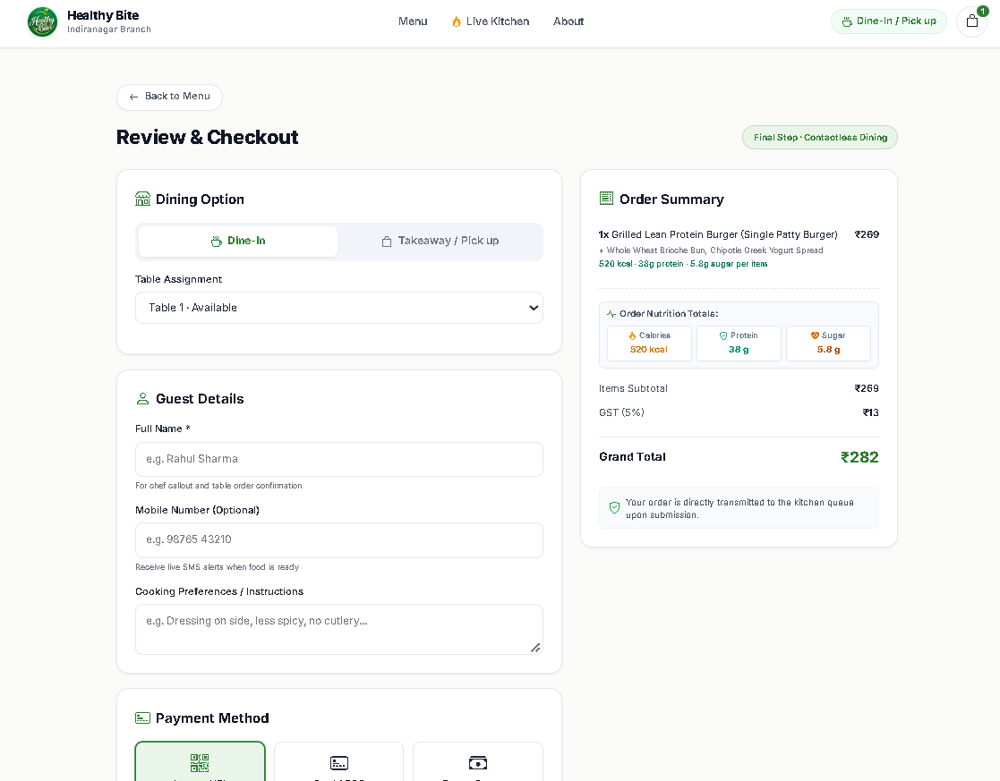 Healthy Bite
Indiranagar Branch
Menu
Live Kitchen
About
Dine-In / Pick up
1
Back to Menu
Review & Checkout
Final Step · Contactless Dining
Dining Option
Dine-In
Takeaway / Pick up
Table Assignment
Table 1 · Available
Guest Details
Full Name *
e.g. Rahul Sharma
For chef callout and table order confirmation
Mobile Number (Optional)
e.g. 98765 43210
Receive live SMS alerts when food is ready
Cooking Preferences / Instructions
e.g. Dressing on side, less spicy, no cutlery...
Payment Method
Order Summary
1x Grilled Lean Protein Burger (Single Patty Burger) ₹269
+ Whole Wheat Brioche Bun, Chipotle Greek Yogurt Spread
520 kcal · 38g protein · 5.8g sugar per item
Order Nutrition Totals:
Calories
520 kcal
Protein
38 g
Sugar
5.8 g
Items Subtotal ₹269
GST (5%) ₹13
Grand Total ₹282
Your order is directly transmitted to the kitchen queue
upon submission.